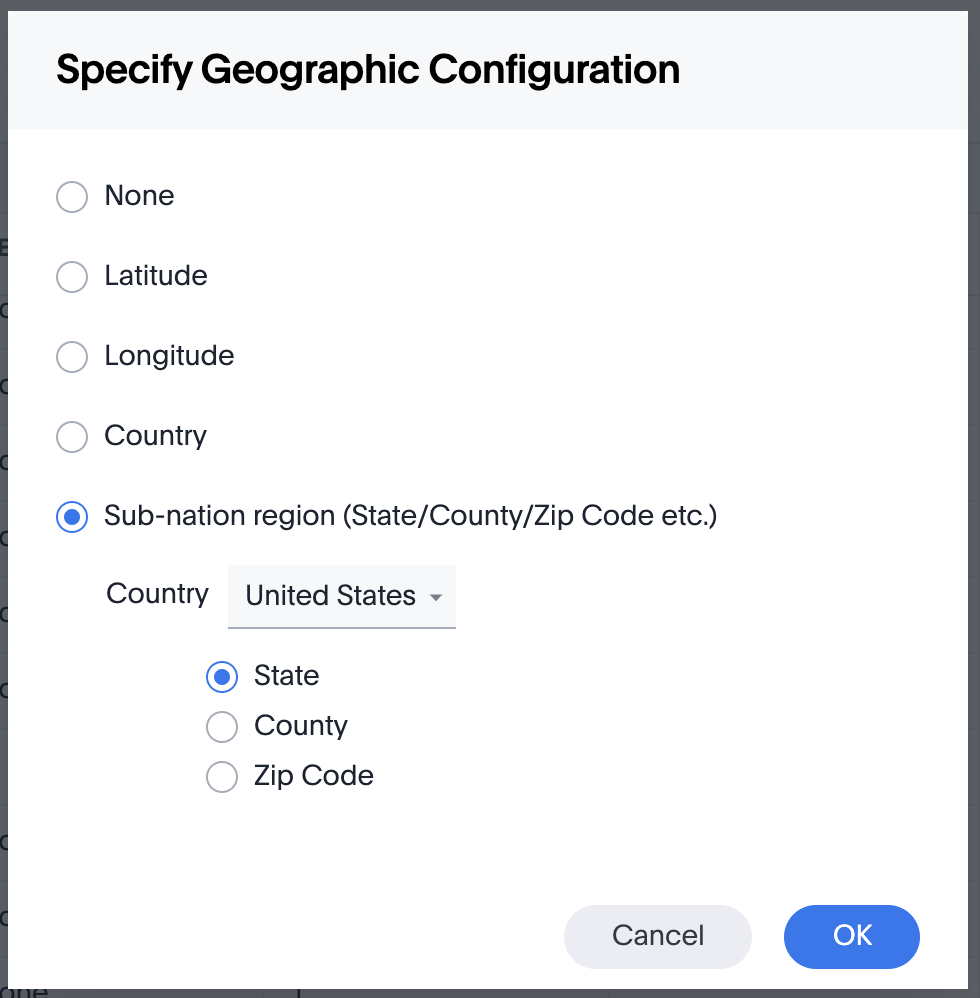 Specify Geographic Configuration
None
Latitude
Longitude
Country
Sub-nation region (State/County/Zip Code etc.)
Country United States
State
County
Zip Code
Cancel OK